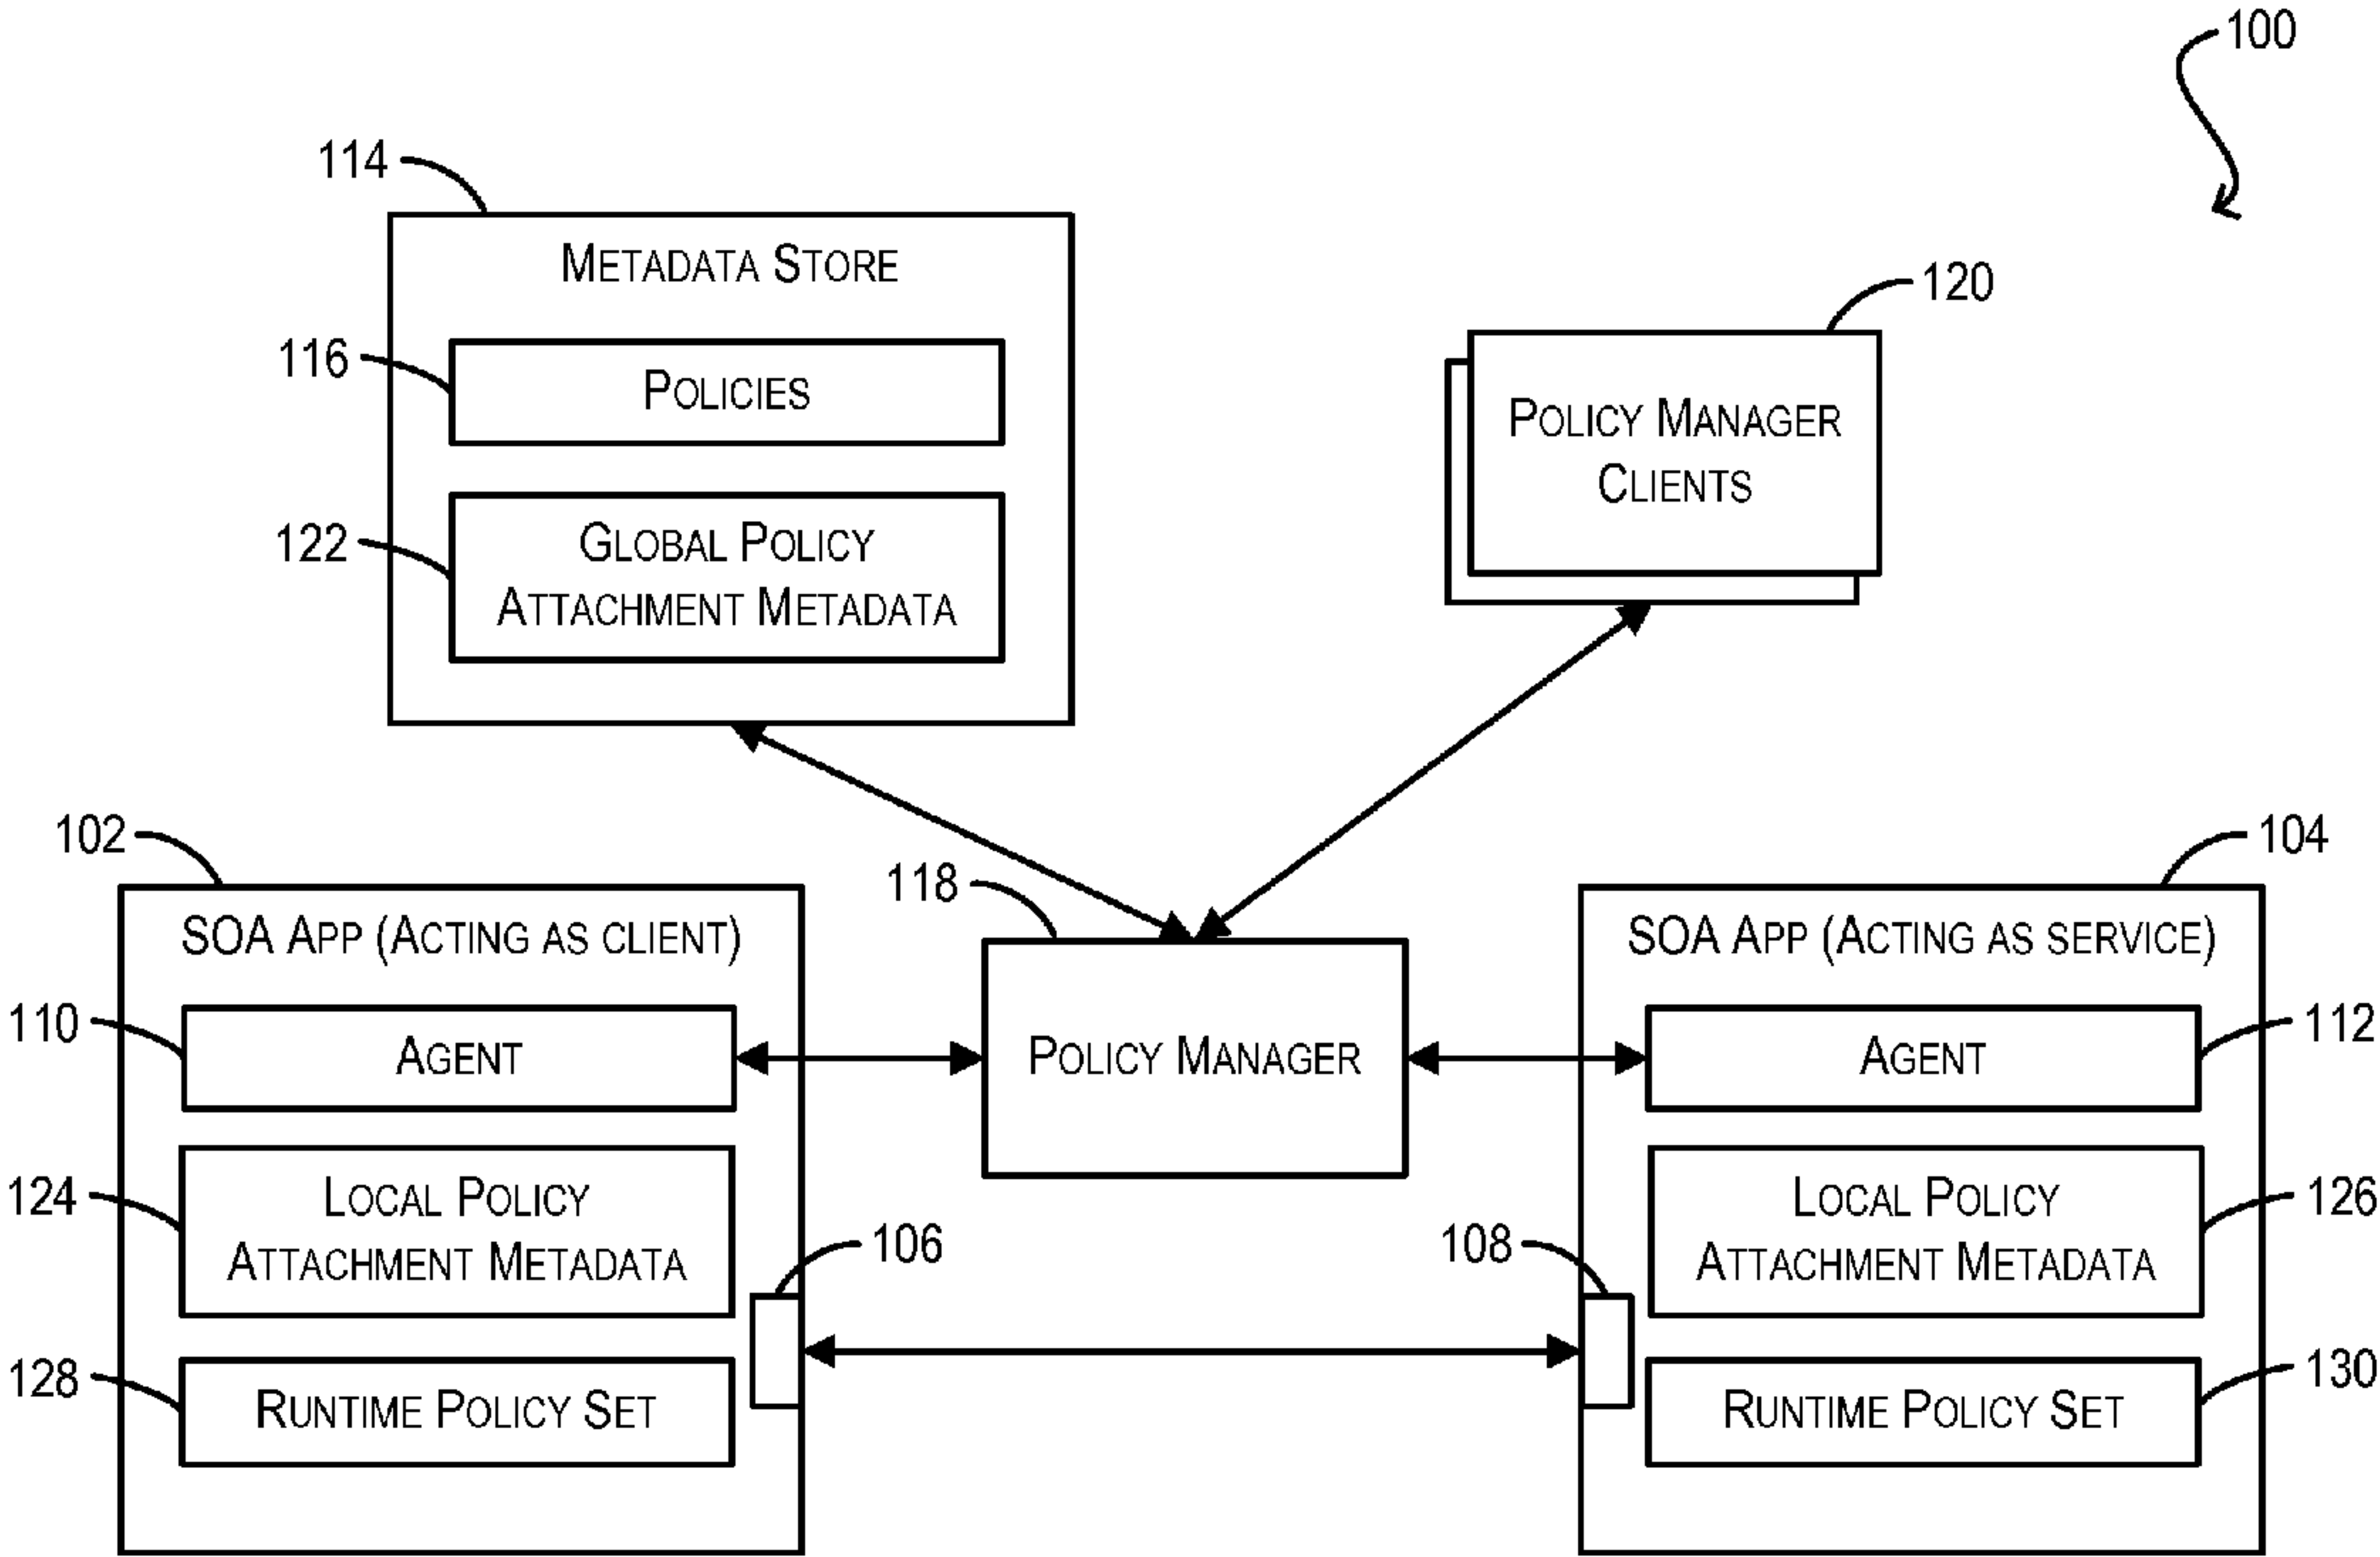 100
114
METADATA STORE
120
116
POLICIES
POLICY MANAGER
CLIENTS
122
GLOBAL POLICY
ATTACHMENT METADATA
102
104
118
SOA APP (ACTING AS CLIENT)
SOA APP (ACTING AS SERVICE)
110
AGENT
POLICY MANAGER
AGENT
112
124
LOCAL POLICY
ATTACHMENT METADATA
LOCAL POLICY
ATTACHMENT METADATA
126
106
108
128
RUNTIME POLICY SET
RUNTIME POLICY SET
130